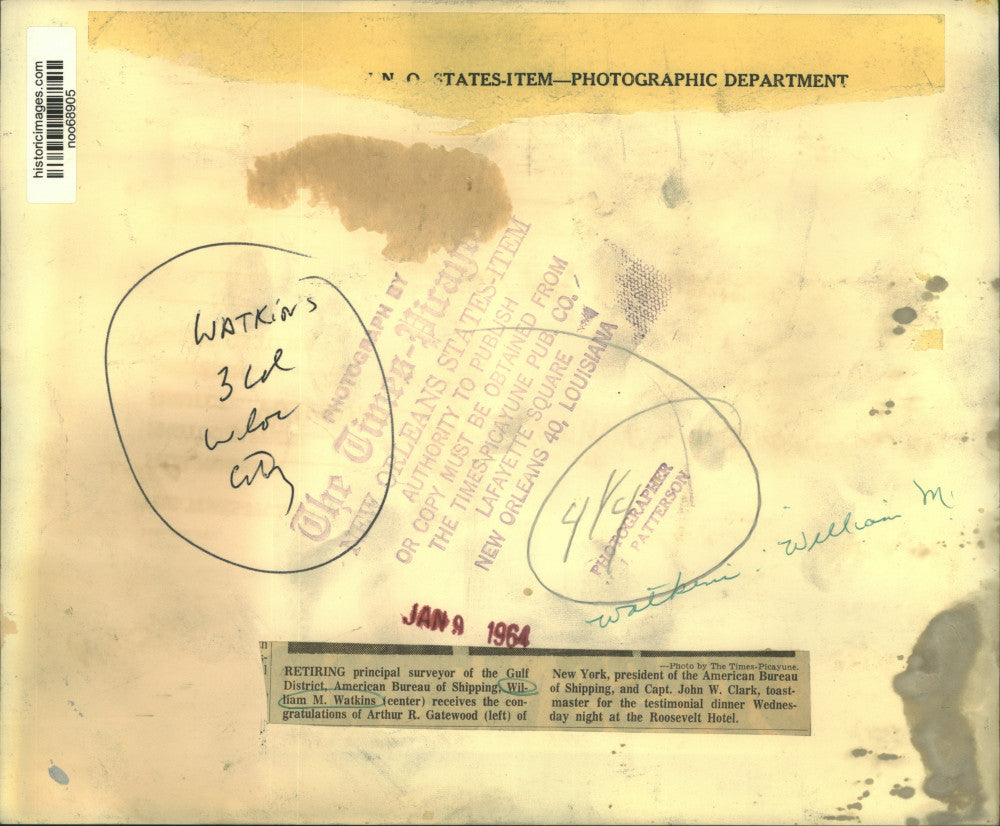 historicimages.com
noo68905
N. O. STATES-ITEM—PHOTOGRAPHIC DEPARTMENT
WATKINS
3 Col
City
PHOTOGRAPH BY
The Times-Picayune
NEW ORLEANS STATES-ITEM
AUTHORITY TO PUBLISH
OR COPY MUST BE OBTAINED FROM
THE TIMES-PICAYUNE PUB. CO.,
LAFAYETTE SQUARE
NEW ORLEANS 40, LOUISIANA
PHOTOGRAPHER
PATTERSON
Watkins. William M.
JAN 9 1964
RETIRING principal surveyor of the Gulf
District, American Bureau of Shipping, Wil-
liam M. Watkins (center) receives the con-
gratulations of Arthur R. Gatewood (left) of
—Photo by The Times-Picayune.
New York, president of the American Bureau
of Shipping, and Capt. John W. Clark, toast-
master for the testimonial dinner Wednes-
day night at the Roosevelt Hotel.